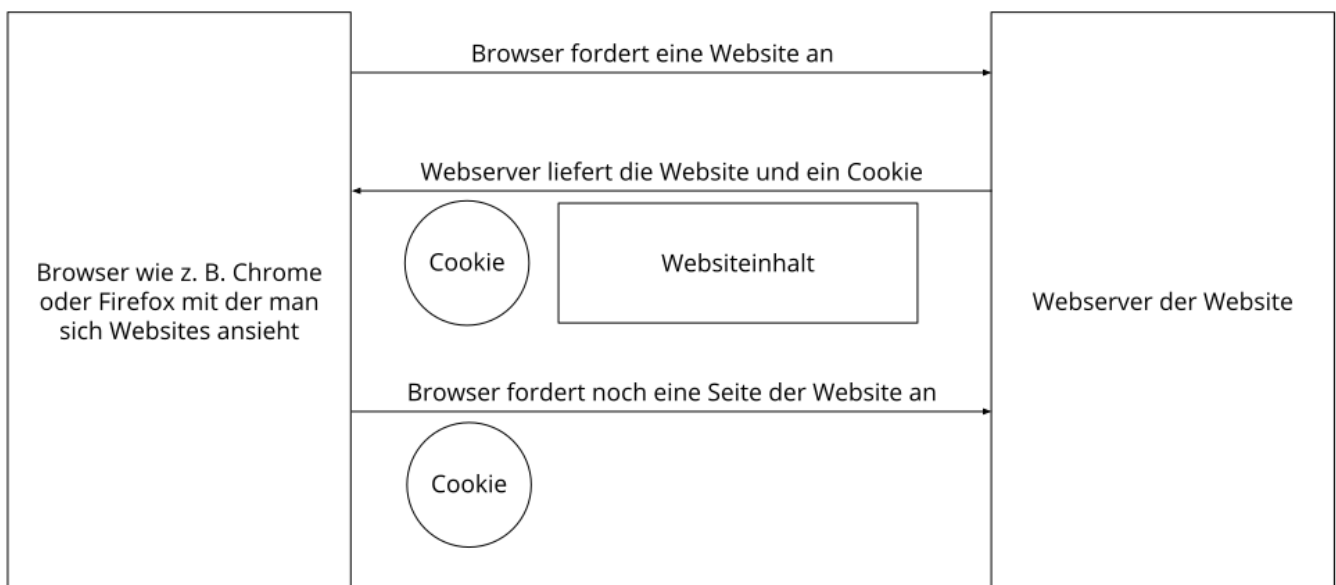 Browser fordert eine Website an
Webserver liefert die Website und ein Cookie
Cookie
Websiteinhalt
Browser wie z. B. Chrome
oder Firefox mit der man
sich Websites ansieht
Webserver der Website
Browser fordert noch eine Seite der Website an
Cookie